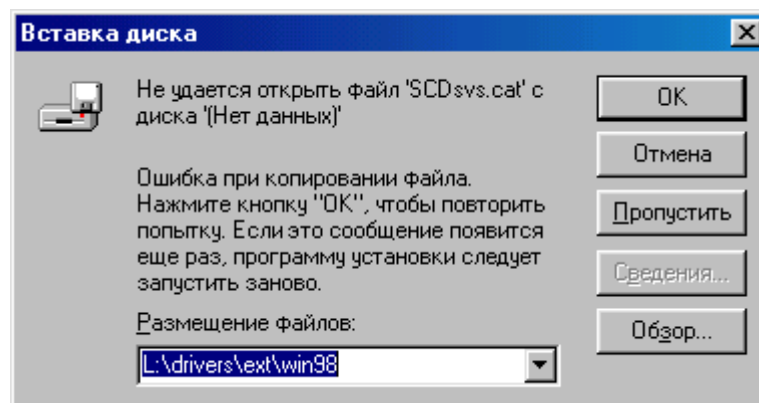 Вставка диска
Не удается открыть файл 'SCDsvs.cat' с
диска '(Нет данных)'
Ошибка при копировании файла.
Нажмите кнопку "OK", чтобы повторить
попытку. Если это сообщение появится
еще раз, программу установки следует
запустить заново.
Размещение файлов:
L:\drivers\ext\win98
OK
Отмена
Пропустить
Сведения...
Обзор...